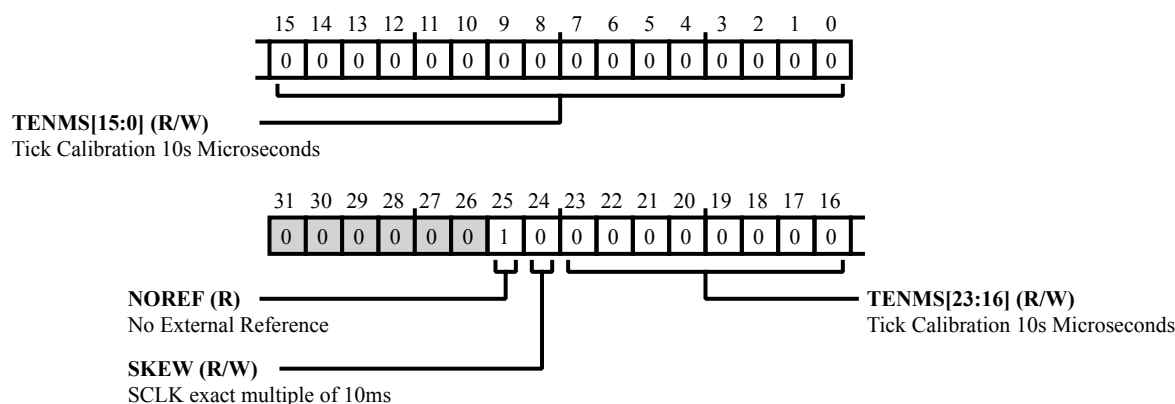 15 14 13 12 11 10 9 8 7 6 5 4 3 2 1 0
0 0 0 0 0 0 0 0 0 0 0 0 0 0 0 0
TENMS[15:0] (R/W)
Tick Calibration 10s Microseconds
31 30 29 28 27 26 25 24 23 22 21 20 19 18 17 16
0 0 0 0 0 0 1 0 0 0 0 0 0 0 0 0
NOREF (R)
No External Reference
TENMS[23:16] (R/W)
Tick Calibration 10s Microseconds
SKEW (R/W)
SCLK exact multiple of 10ms